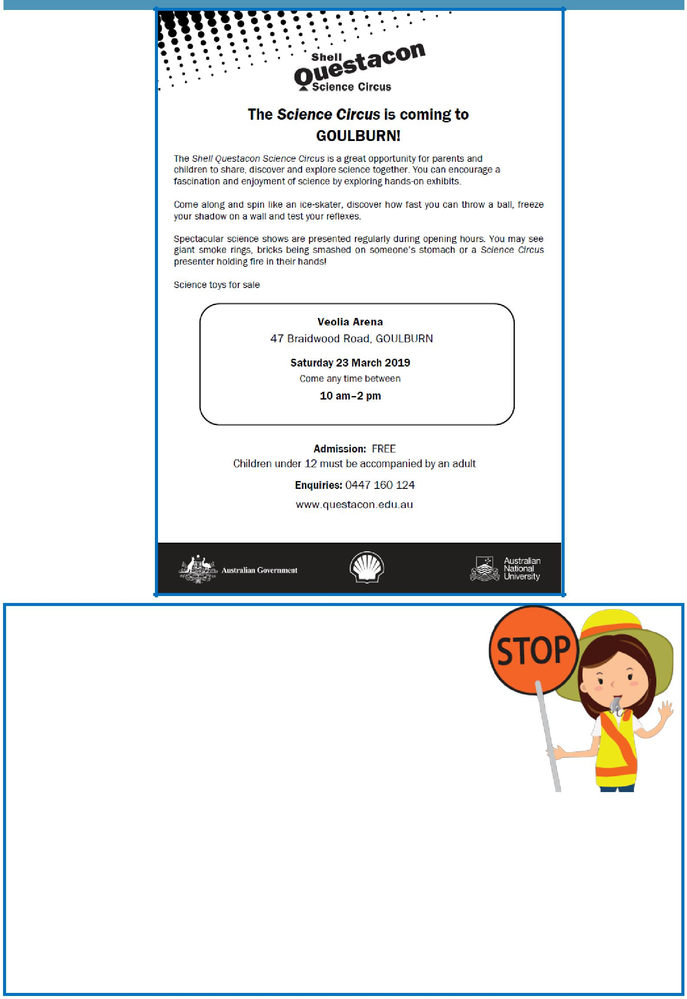 Shell
Questacon
Science Circus
The Science Circus is coming to
GOULBURN!
The Shell Questacon Science Circus is a great opportunity for parents and
children to share, discover and explore science together. You can encourage a
fascination and enjoyment of science by exploring hands-on exhibits.
Come along and spin like an ice-skater, discover how fast you can throw a ball, freeze
your shadow on a wall and test your reflexes.
Spectacular science shows are presented regularly during opening hours. You may see
giant smoke rings, bricks being smashed on someone's stomach or a Science Circus
presenter holding fire in their hands!
Science toys for sale
Veolia Arena
47 Braidwood Road, GOULBURN
Saturday 23 March 2019
Come any time between
10 am–2 pm
Admission: FREE
Children under 12 must be accompanied by an adult
Enquiries: 0447 160 124
www.questacon.edu.au
Australian Government
Australian
National
University
STOP